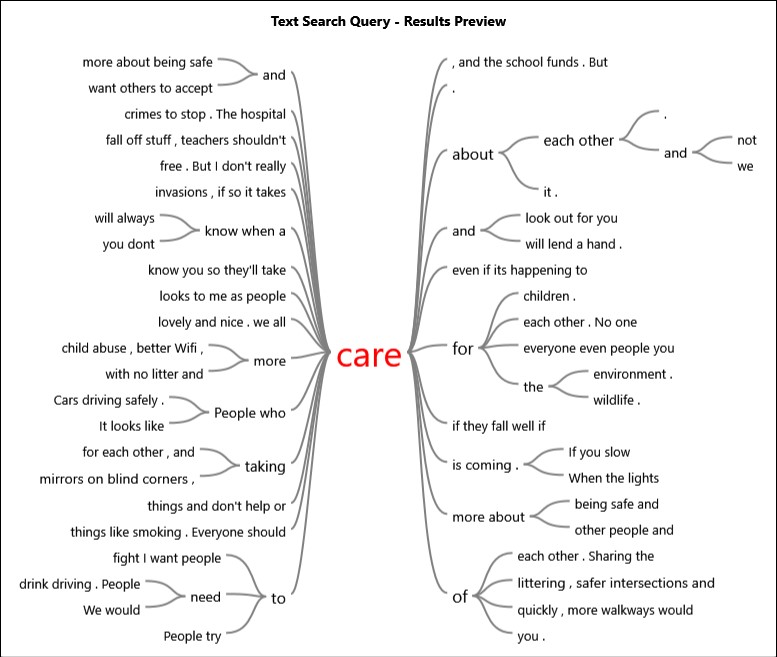 Text Search Query - Results Preview
more about being safe
want others to accept
and
crimes to stop . The hospital
fall off stuff , teachers shouldn't
free . But I don't really
invasions , if so it takes
will always
you dont
know when a
know you so they'll take
looks to me as people
lovely and nice . we all
child abuse , better Wifi ,
with no litter and
more
Cars driving safely .
It looks like
People who
for each other , and
mirrors on blind corners ,
taking
things and don't help or
things like smoking . Everyone should
fight I want people
drink driving . People
We would
need
People try
to
care
, and the school funds . But
.
about
each other
.
and
not
we
it .
and
look out for you
will lend a hand .
even if its happening to
for
children .
each other . No one
everyone even people you
the
environment .
wildlife .
if they fall well if
is coming .
If you slow
When the lights
more about
being safe and
other people and
of
each other . Sharing the
littering , safer intersections and
quickly , more walkways would
you .